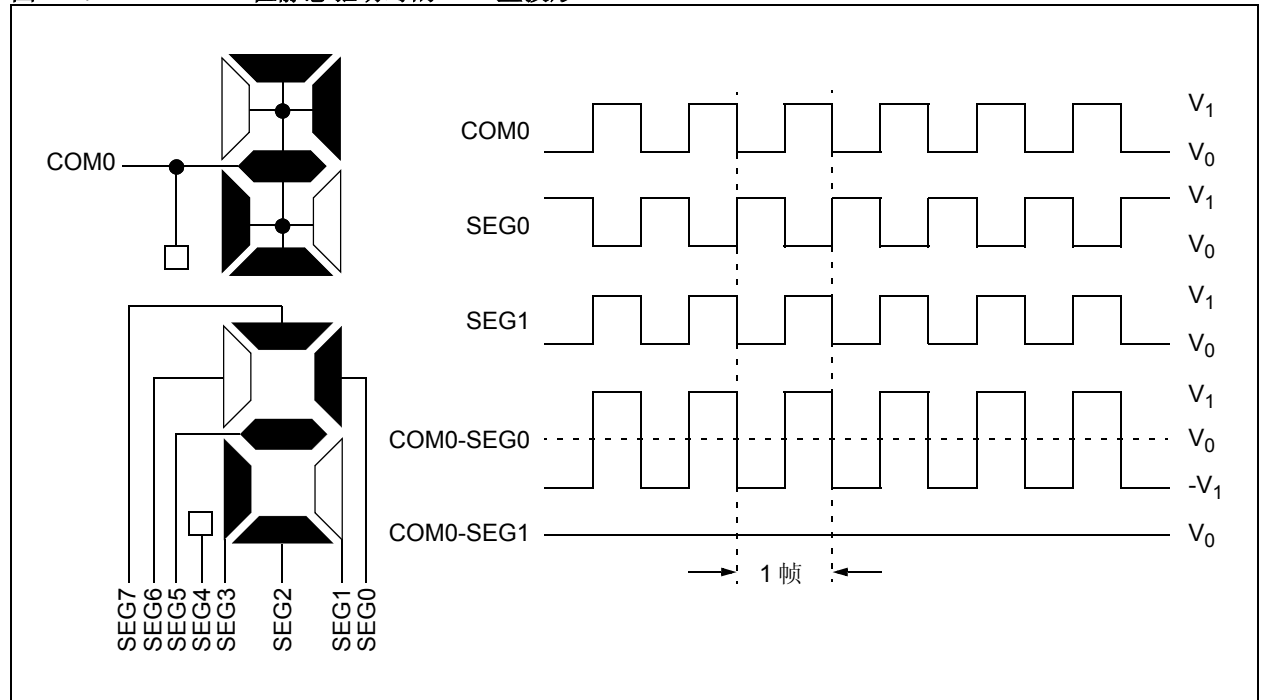 COM0
COM0
V1
V0
SEG0
V1
V0
SEG1
V1
V0
COM0-SEG0
V1
V0
-V1
COM0-SEG1
V0
1 帧
SEG7
SEG6
SEG5
SEG4
SEG3
SEG2
SEG1
SEG0